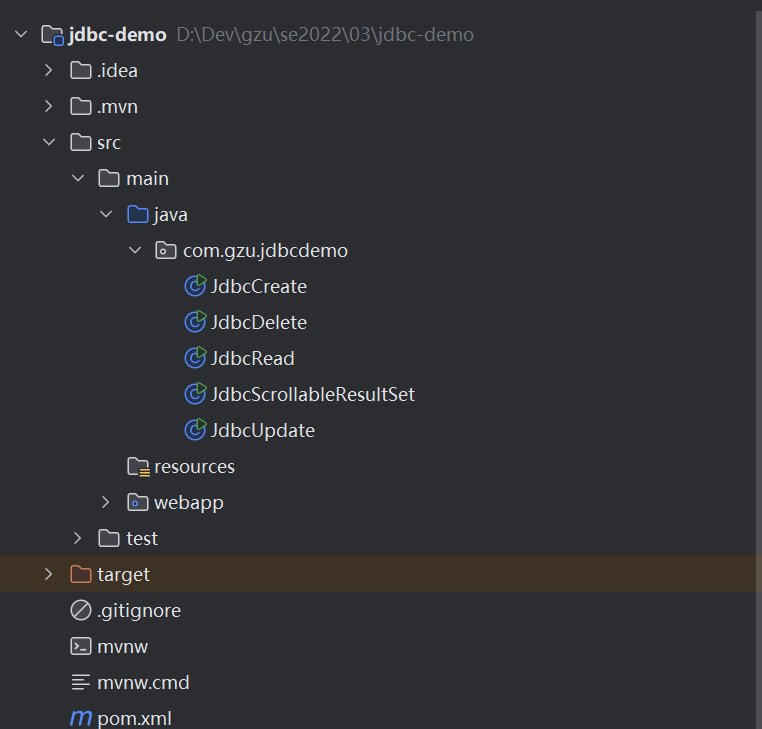 jdbc-demo D:\Dev\gzu\se2022\03\jdbc-demo
.idea
.mvn
src
main
java
com.gzu.jdbcdemo
JdbcCreate
JdbcDelete
JdbcRead
JdbcScrollableResultSet
JdbcUpdate
resources
webapp
test
target
.gitignore
mvnw
mvnw.cmd
pom.xml